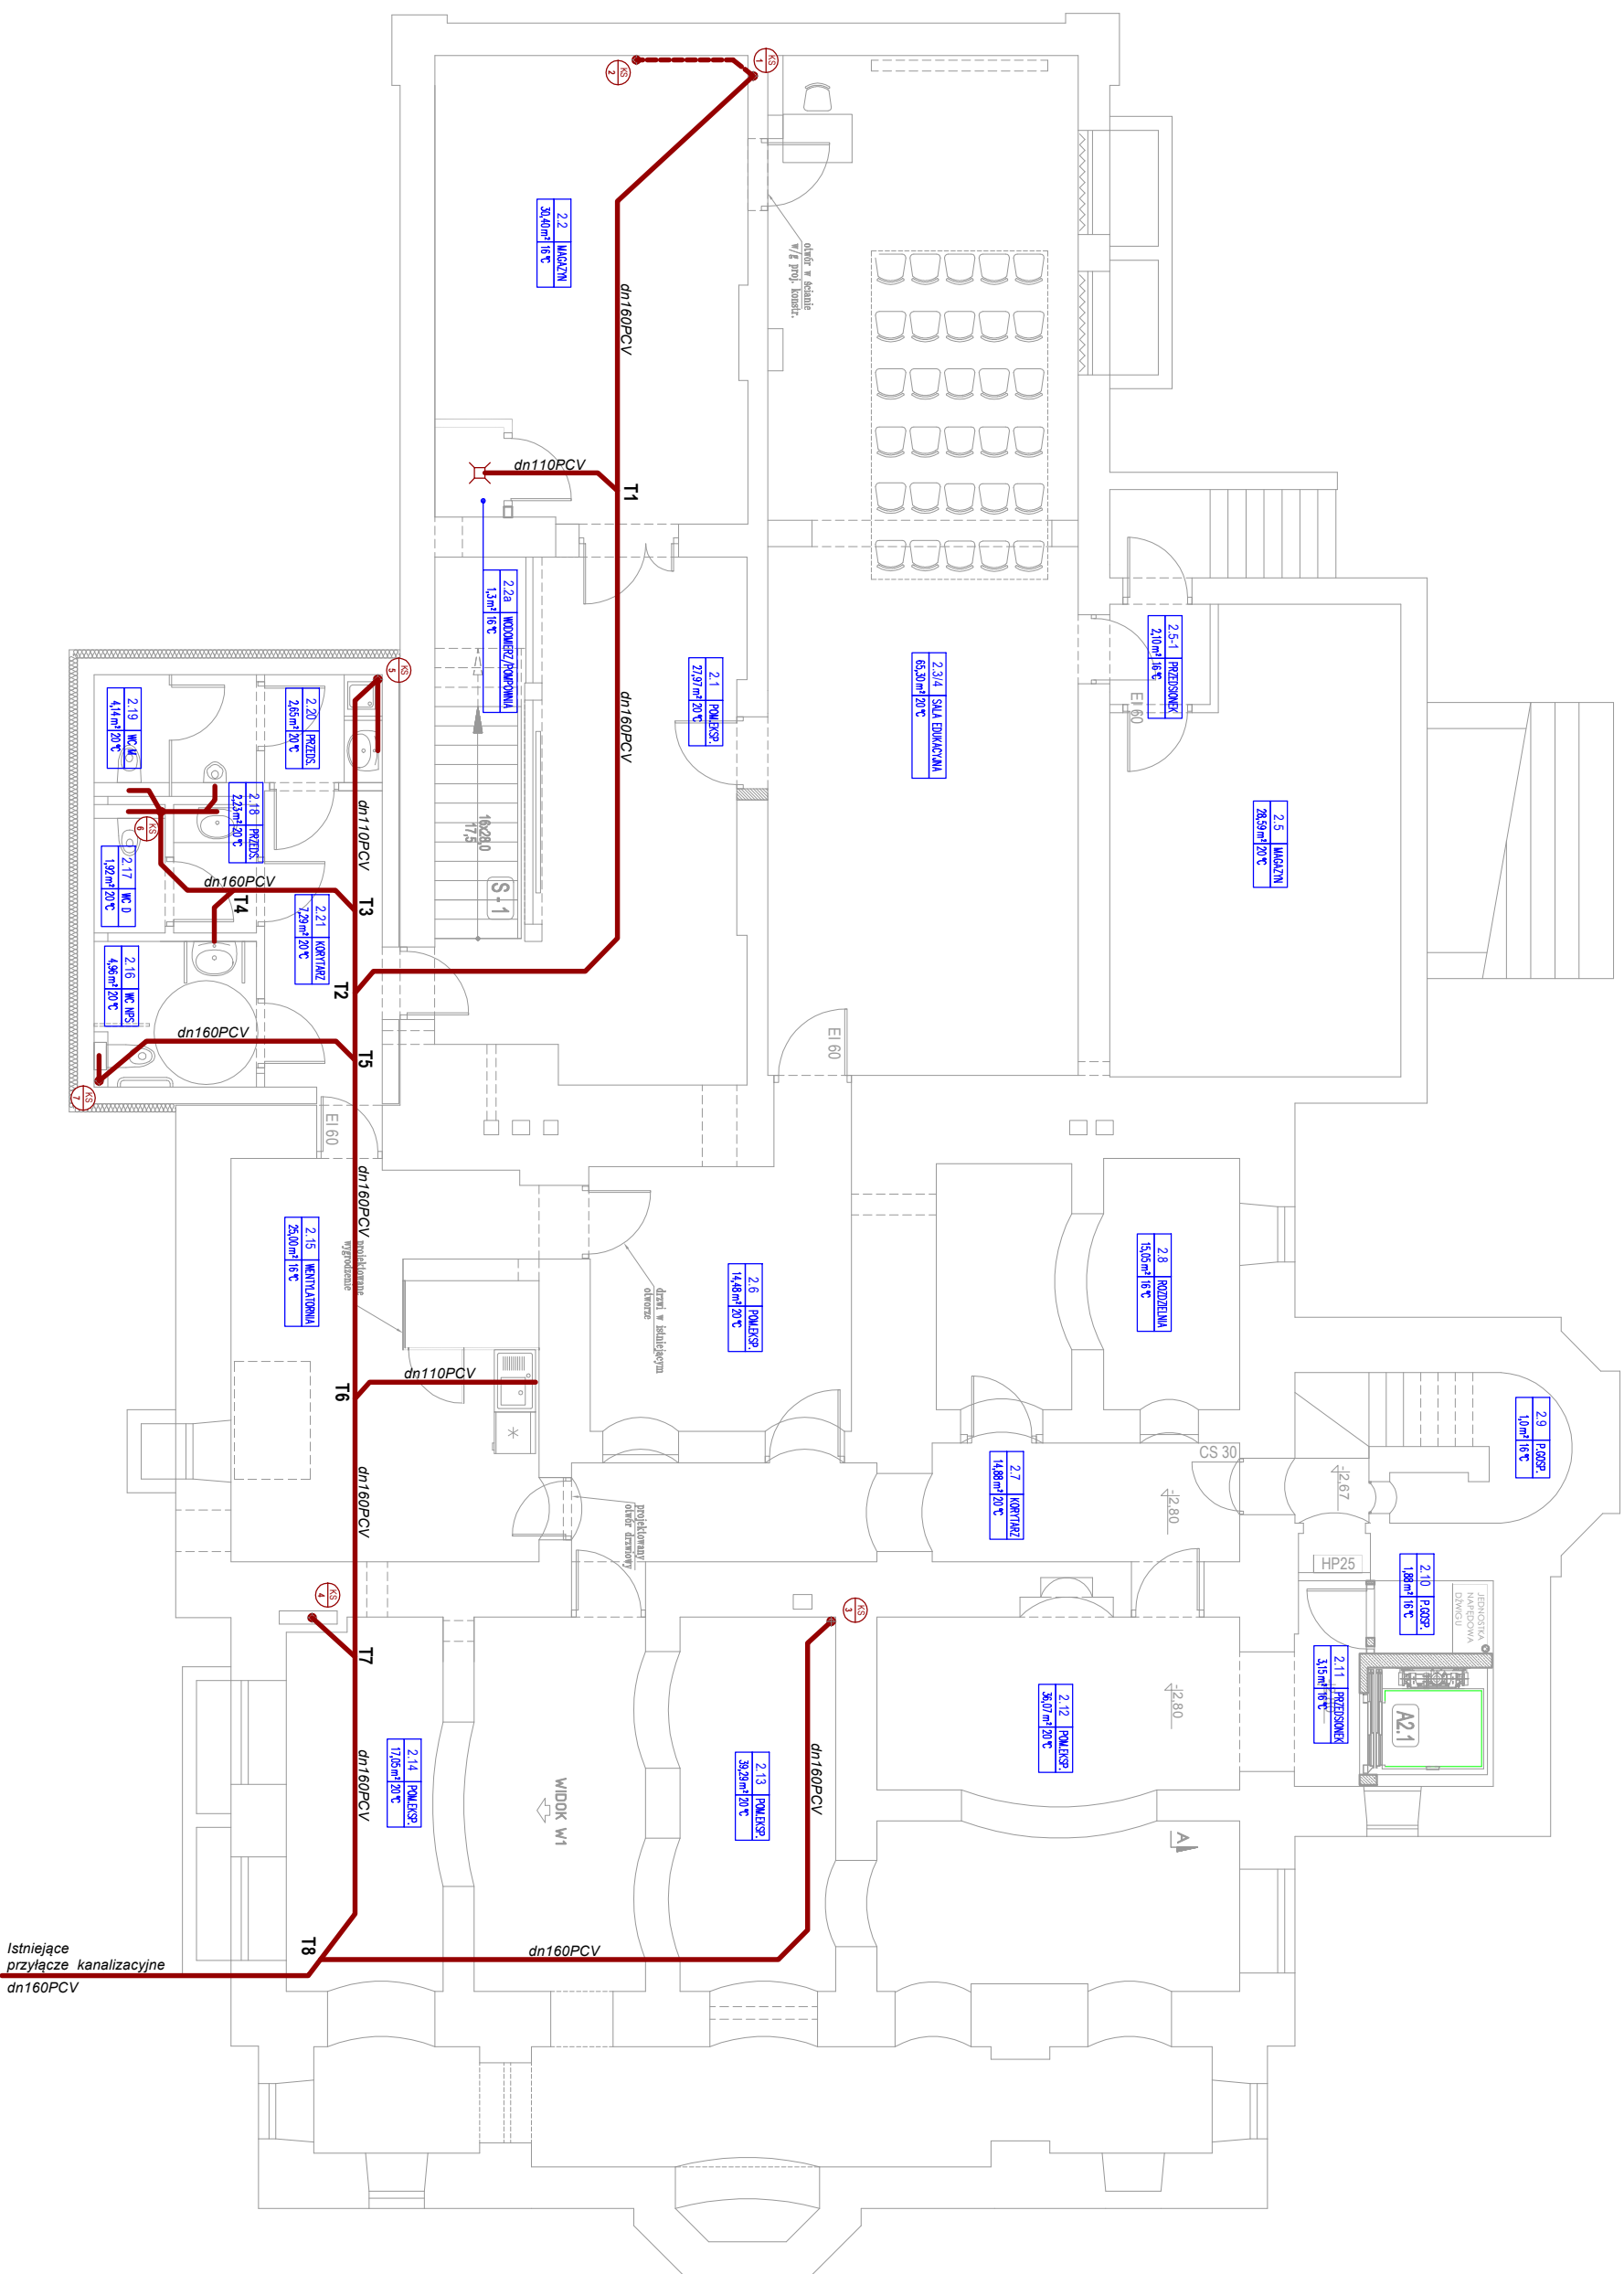 KS
1
KS
2
otwór w ścianie
w/g proj. konstr.
2.2 MAGAZYN
30,40m² 16℃
dn160PCV
dn110PCV
T1
2.2a WODOMIERZ/POMPOWNIA
1,3m² 16℃
2.1 POM.EKSP.
27,97m² 20℃
2.3/4 SALA EDUKACYJNA
65,30m² 20℃
2.5-1 PRZEDSIONEK
2,10m² 16℃
EI 60
2.5 MAGAZYN
28,59m² 20℃
dn160PCV
16x28,0
17,5
S - 1
KS
5
2.20 PRZEDS.
2,65m² 20℃
2.19 WC M
4,14m² 20℃
2.18 PRZEDS.
2,23m² 20℃
KS
6
2.17 WC D
1,92m² 20℃
dn110PCV
dn160PCV
T4
T3
2.21 KORYTARZ
7,29m² 20℃
2.16 WC NPS
4,96m² 20℃
T2
dn160PCV
T5
KS
7
EI 60
EI 60
dn160PCV
projektowane
wygrodzenie
2.15 WENTYLATORNIA
25,00m² 16℃
drzwi w istniejącym
otworze
2.6 POM.EKSP.
14,48m² 20℃
2.8 ROZDZIELNIA
15,05m² 16℃
dn110PCV
T6
dn160PCV
projektowany
otwór drzwiowy
2.7 KORYTARZ
14,88m² 20℃
CS 30
-2.80
-2.67
2.9 P.GOSP.
1,0m² 16℃
HP25
2.10 P.GOSP.
1,88m² 16℃
JEDNOSTKA
NAPĘDOWA
DŹWIGU
2.11 PRZEDSIONEK
3,15m² 16℃
A2.1
KS
4
T7
KS
3
2.12 POM.EKSP.
36,07m² 20℃
-2.80
2.13 POM.EKSP.
39,29m² 20℃
dn160PCV
2.14 POM.EKSP.
17,05m² 20℃
dn160PCV
WIDOK W1
A
T8
dn160PCV
Istniejące
przyłącze kanalizacyjne
dn160PCV